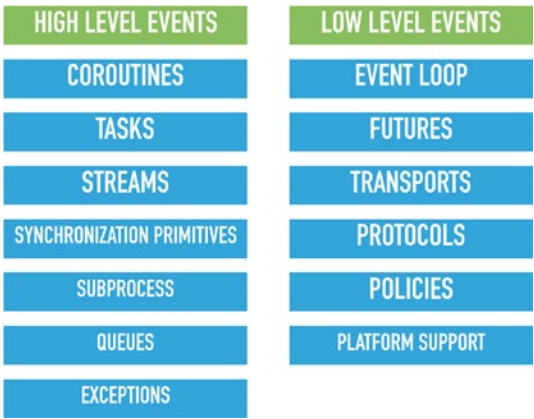 HIGH LEVEL EVENTS
COROUTINES
TASKS
STREAMS
SYNCHRONIZATION PRIMITIVES
SUBPROCESS
QUEUES
EXCEPTIONS
LOW LEVEL EVENTS
EVENT LOOP
FUTURES
TRANSPORTS
PROTOCOLS
POLICIES
PLATFORM SUPPORT